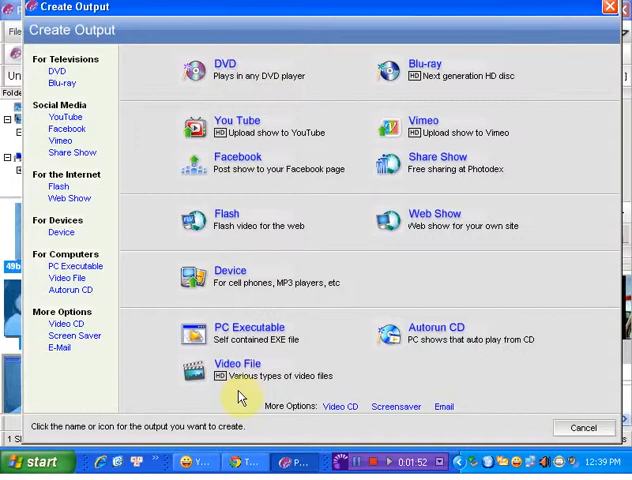 Create Output
Create Output
For Televisions
DVD
Blu-ray
Social Media
YouTube
Facebook
Vimeo
Share Show
For the Internet
Flash
Web Show
For Devices
Device
For Computers
PC Executable
Video File
Autorun CD
More Options
Video CD
Screen Saver
E-Mail
DVD
Plays in any DVD player
Blu-ray
HD Next generation HD disc
You Tube
HD Upload show to YouTube
Vimeo
HD Upload show to Vimeo
Facebook
Post show to your Facebook page
Share Show
Free sharing at Photodex
Flash
Flash video for the web
Web Show
Web show for your own site
Device
For cell phones, MP3 players, etc
PC Executable
Self contained EXE file
Autorun CD
PC shows that auto play from CD
Video File
HD Various types of video files
More Options: Video CD Screensaver Email
Click the name or icon for the output you want to create.
Cancel
File
Un
Folde
49b
1 S
start
Y...
T...
P...
0:01:52
12:39 PM